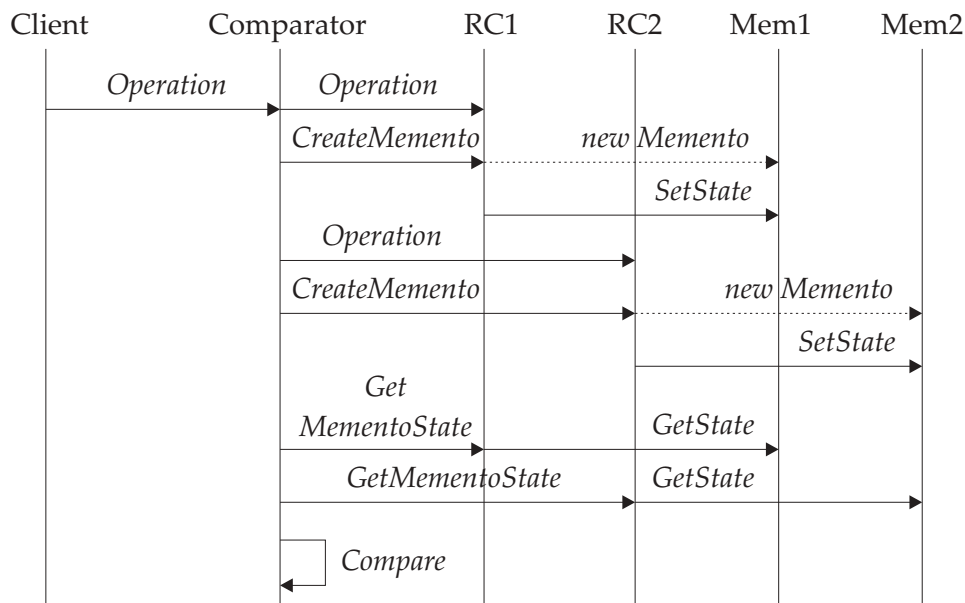 Client Comparator RC1 RC2 Mem1 Mem2
Operation Operation
CreateMemento new Memento
SetState
Operation
CreateMemento new Memento
SetState
Get
MementoState GetState
GetMementoState GetState
Compare